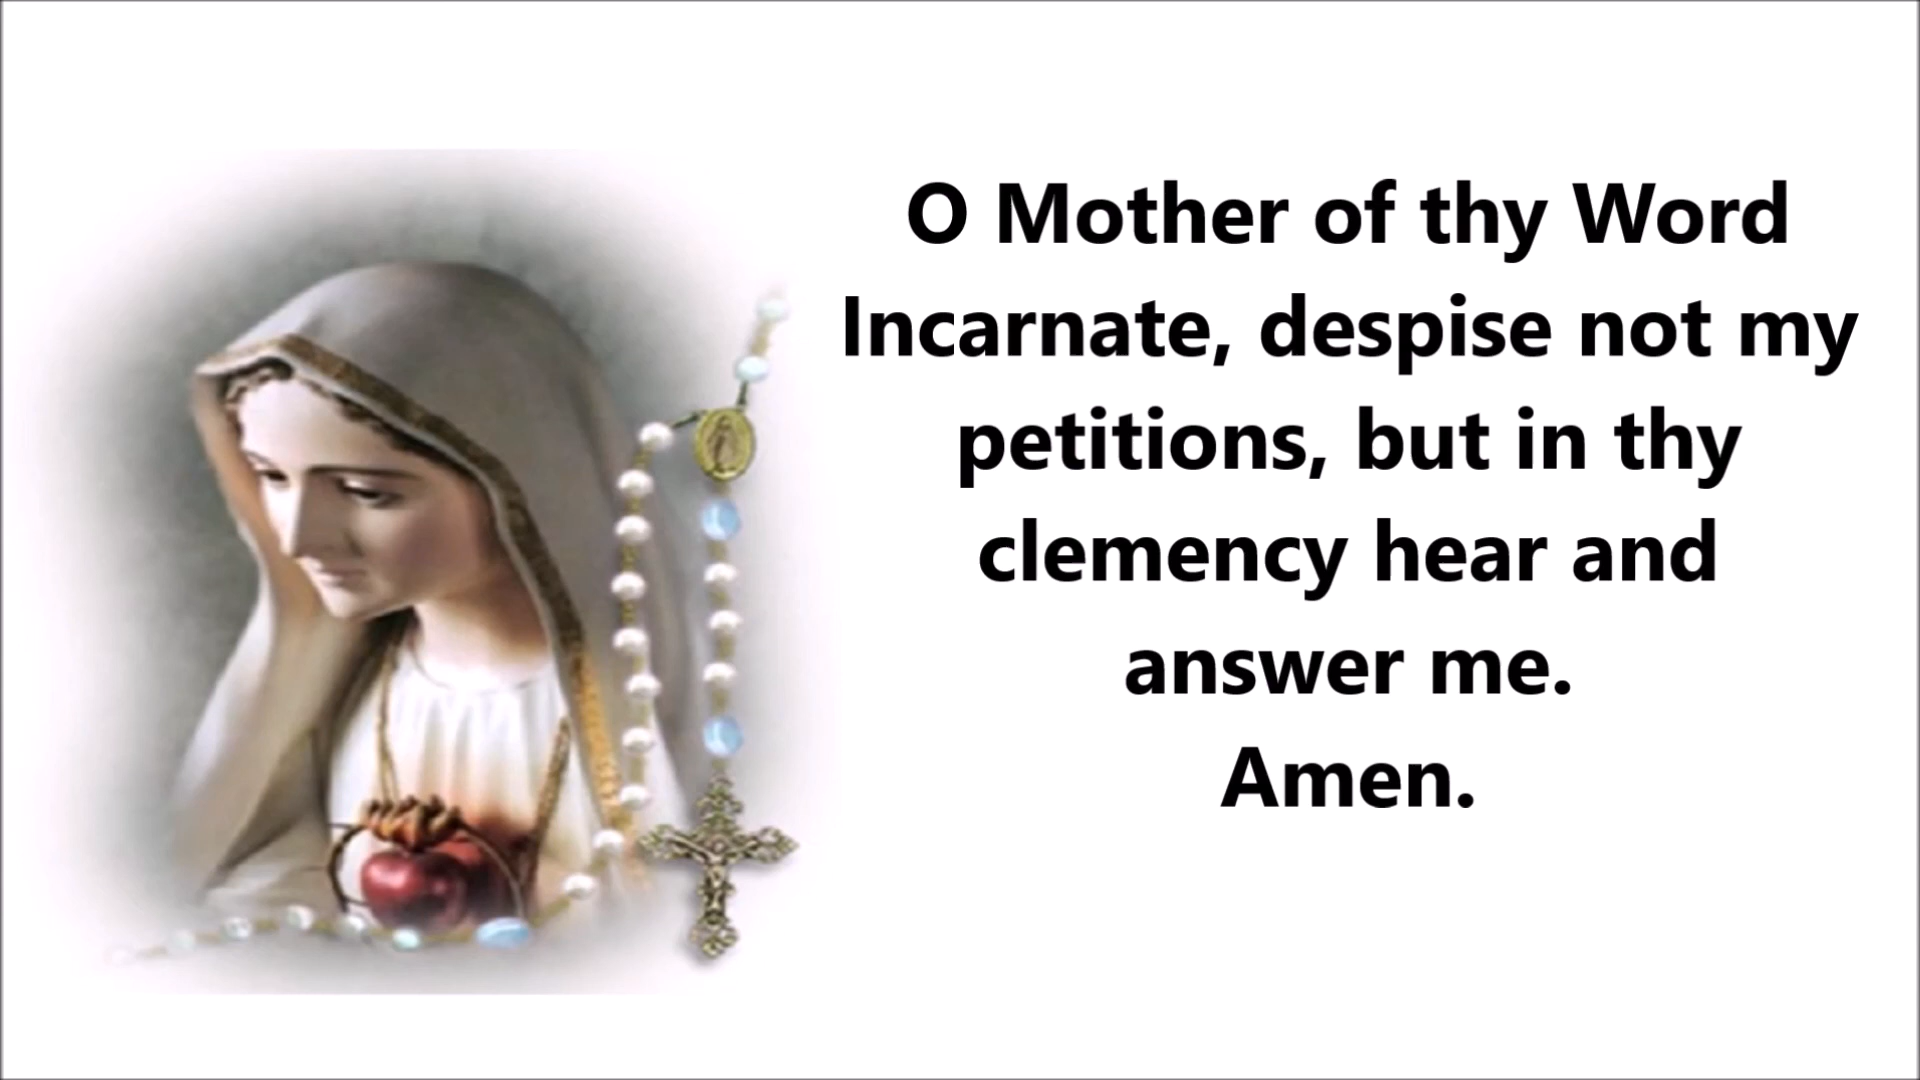 O Mother of thy Word
Incarnate, despise not my
petitions, but in thy
clemency hear and
answer me.
Amen.